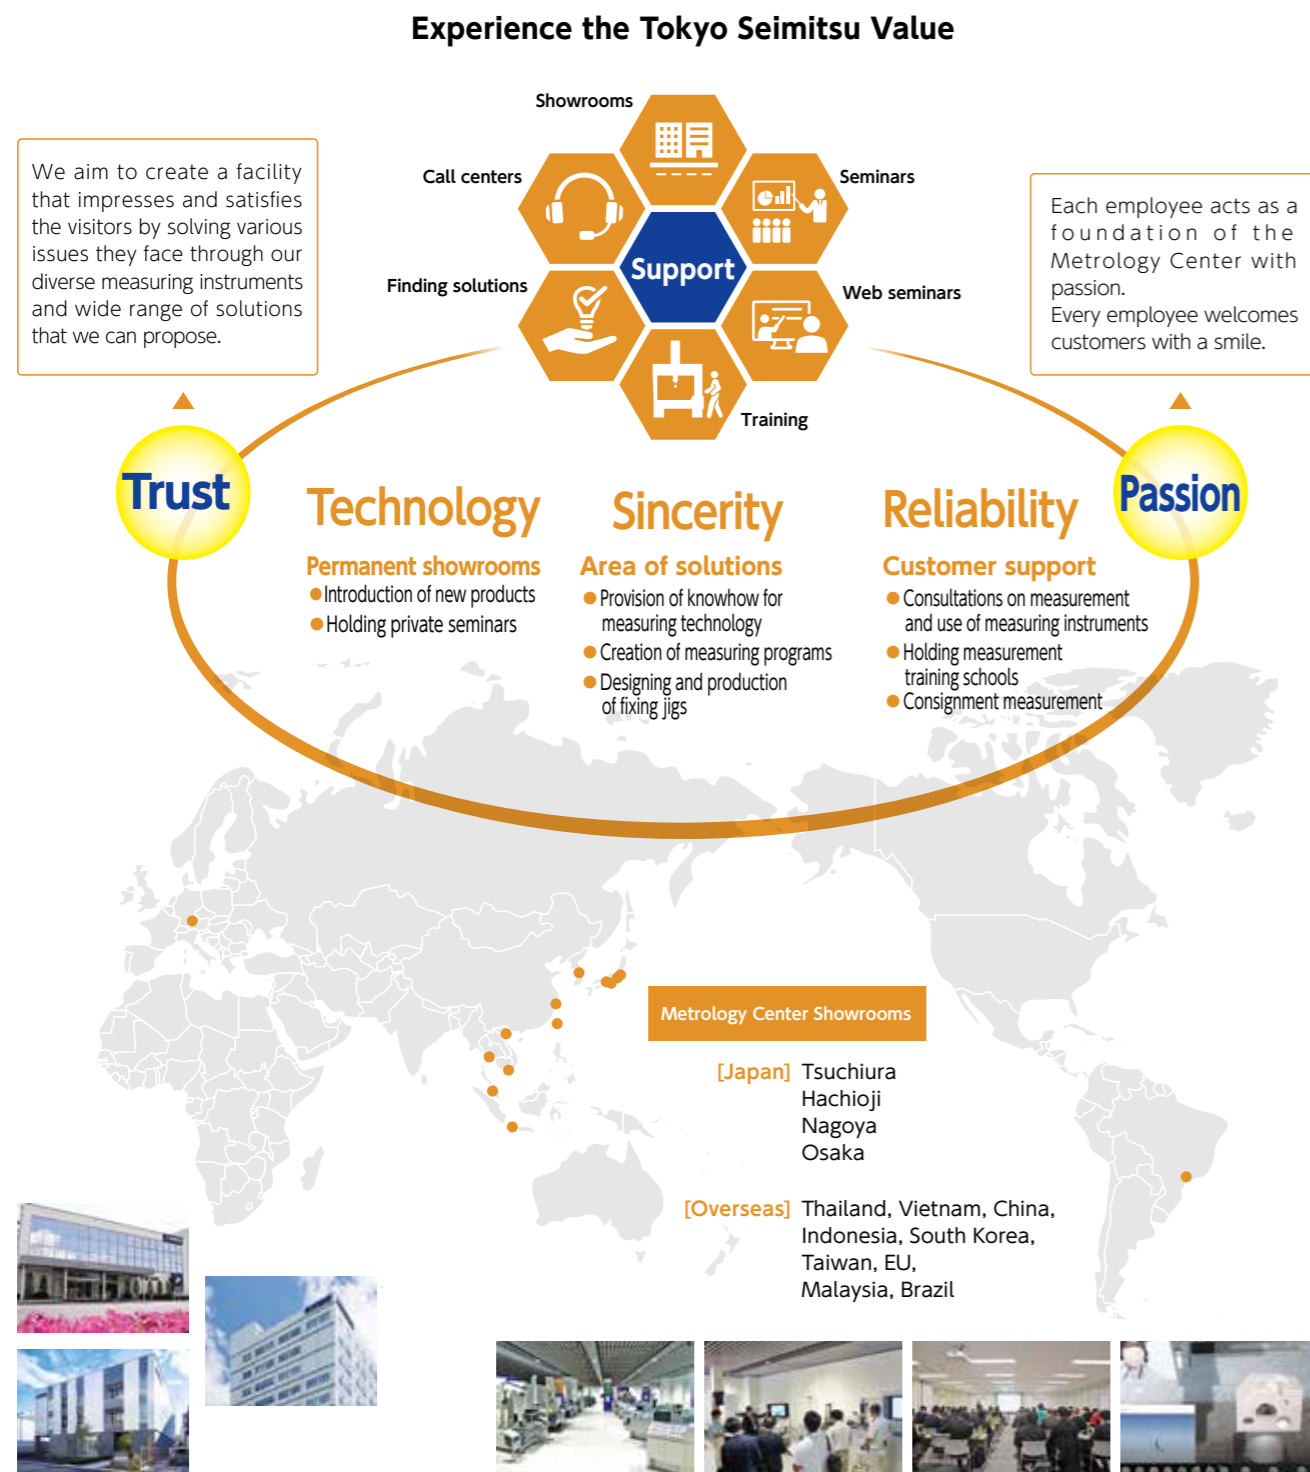 Experience the Tokyo Seimitsu Value
Showrooms
Call centers
Seminars
Support
Finding solutions
Web seminars
Training
We aim to create a facility
that impresses and satisfies
the visitors by solving various
issues they face through our
diverse measuring instruments
and wide range of solutions
that we can propose.
Each employee acts as a
foundation of the
Metrology Center with
passion.
Every employee welcomes
customers with a smile.
Trust
Passion
Technology
Permanent showrooms
●Introduction of new products
●Holding private seminars
Sincerity
Area of solutions
●Provision of knowhow for
measuring technology
●Creation of measuring programs
●Designing and production
of fixing jigs
Reliability
Customer support
●Consultations on measurement
and use of measuring instruments
●Holding measurement
training schools
●Consignment measurement
Metrology Center Showrooms
[Japan] Tsuchiura
Hachioji
Nagoya
Osaka
[Overseas] Thailand, Vietnam, China,
Indonesia, South Korea,
Taiwan, EU,
Malaysia, Brazil